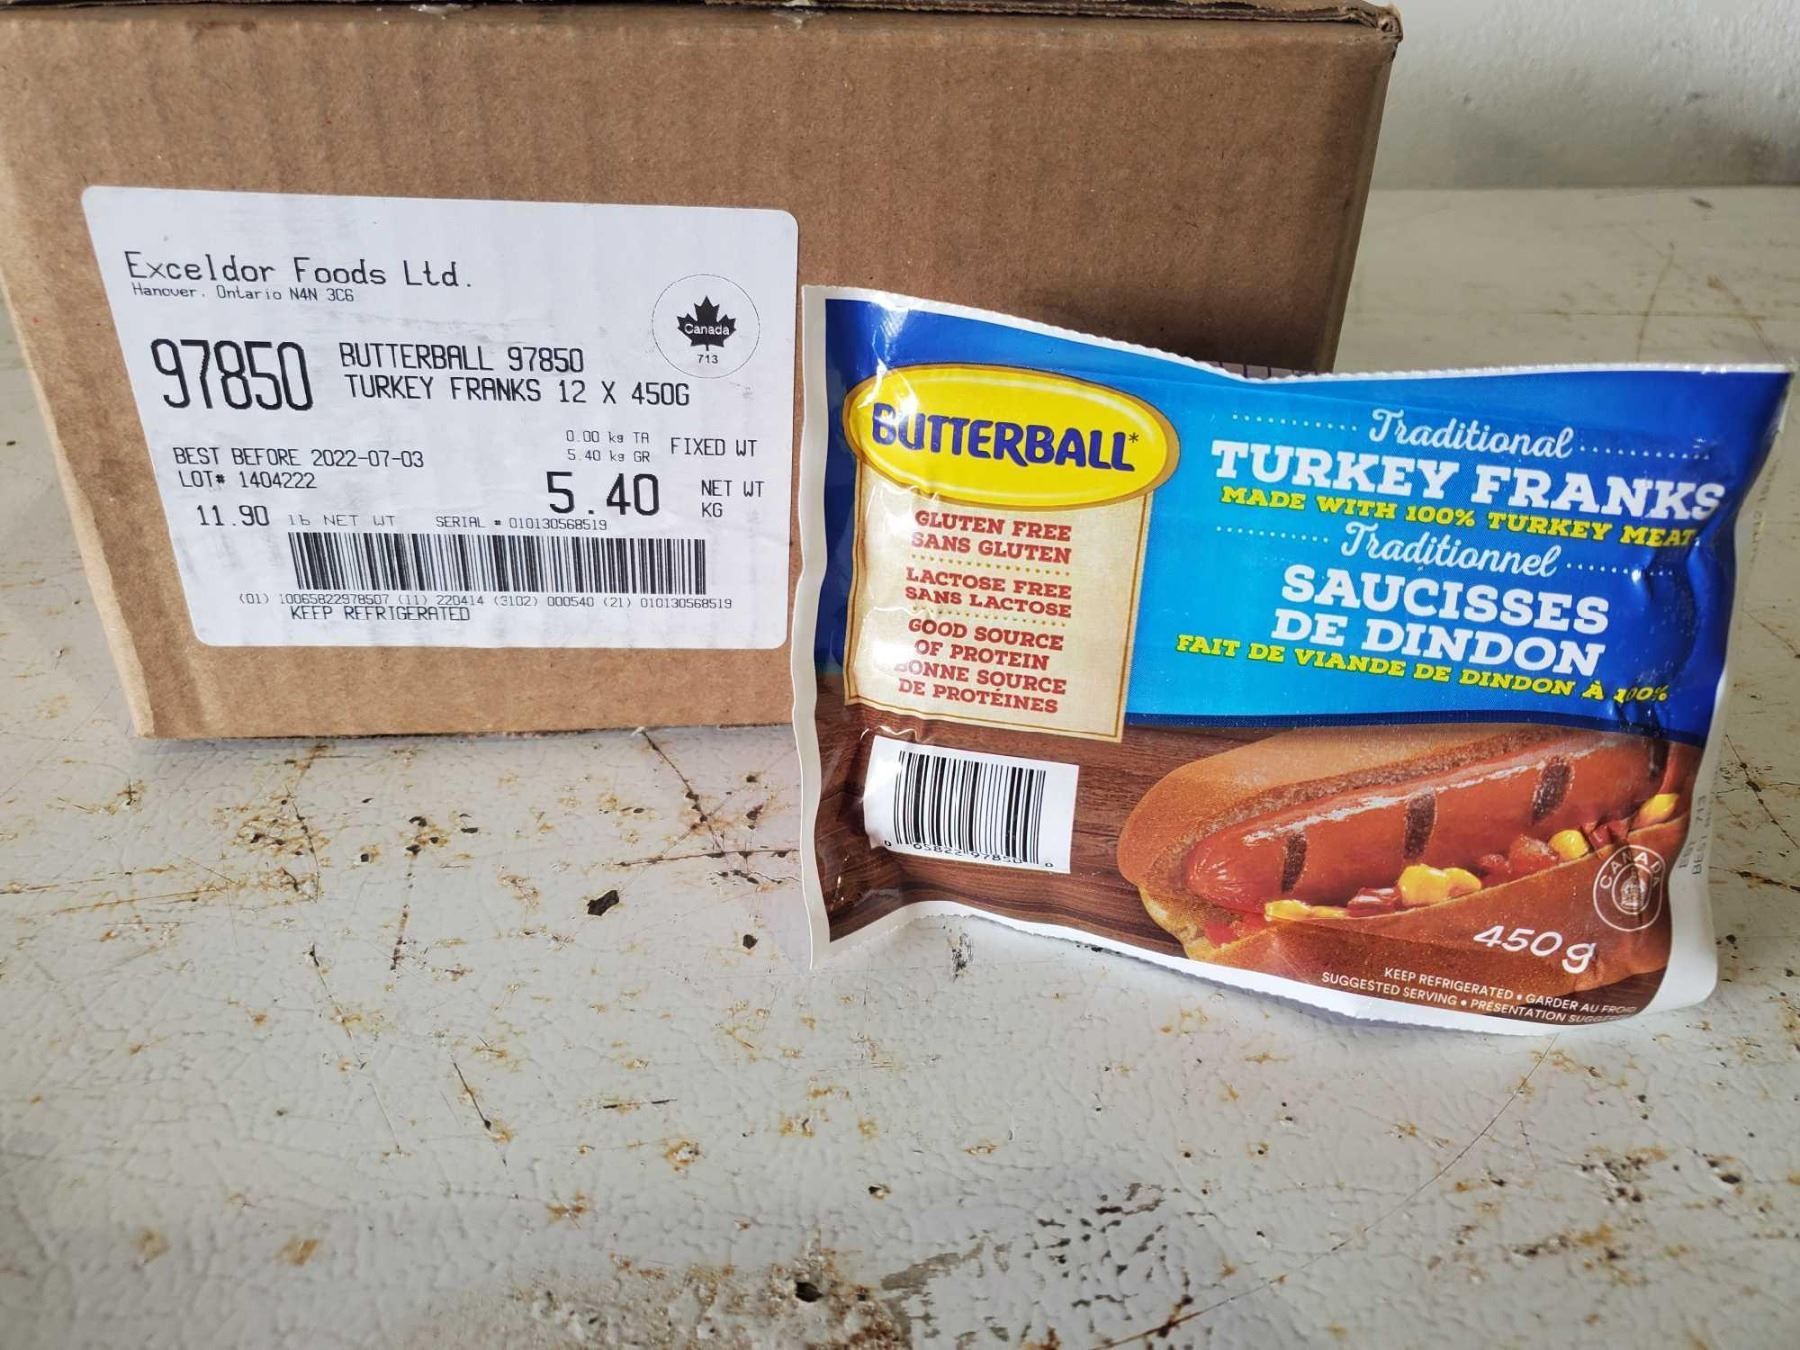 Exceldor Foods Ltd.
Hanover, Ontario N4N 3C6
Canada
713
97850
BUTTERBALL 97850
TURKEY FRANKS 12 X 450G
BEST BEFORE 2022-07-03
LOT# 1404222
0.00 kg TA
5.40 kg GR
FIXED WT
5.40
NET WT
KG
11.90 lb NET WT
SERIAL # 010130568519
(01) 10065822978507 (11) 220414 (3102) 000540 (21) 010130568519
KEEP REFRIGERATED
BUTTERBALL*
GLUTEN FREE
SANS GLUTEN
LACTOSE FREE
SANS LACTOSE
GOOD SOURCE
OF PROTEIN
BONNE SOURCE
DE PROTÉINES
Traditional
TURKEY FRANKS
MADE WITH 100% TURKEY MEAT
Traditionnel
SAUCISSES
DE DINDON
FAIT DE VIANDE DE DINDON À 100%
0 65822 97850 0
CANADA
450 g
KEEP REFRIGERATED • GARDER AU FROID
SUGGESTED SERVING • PRÉSENTATION